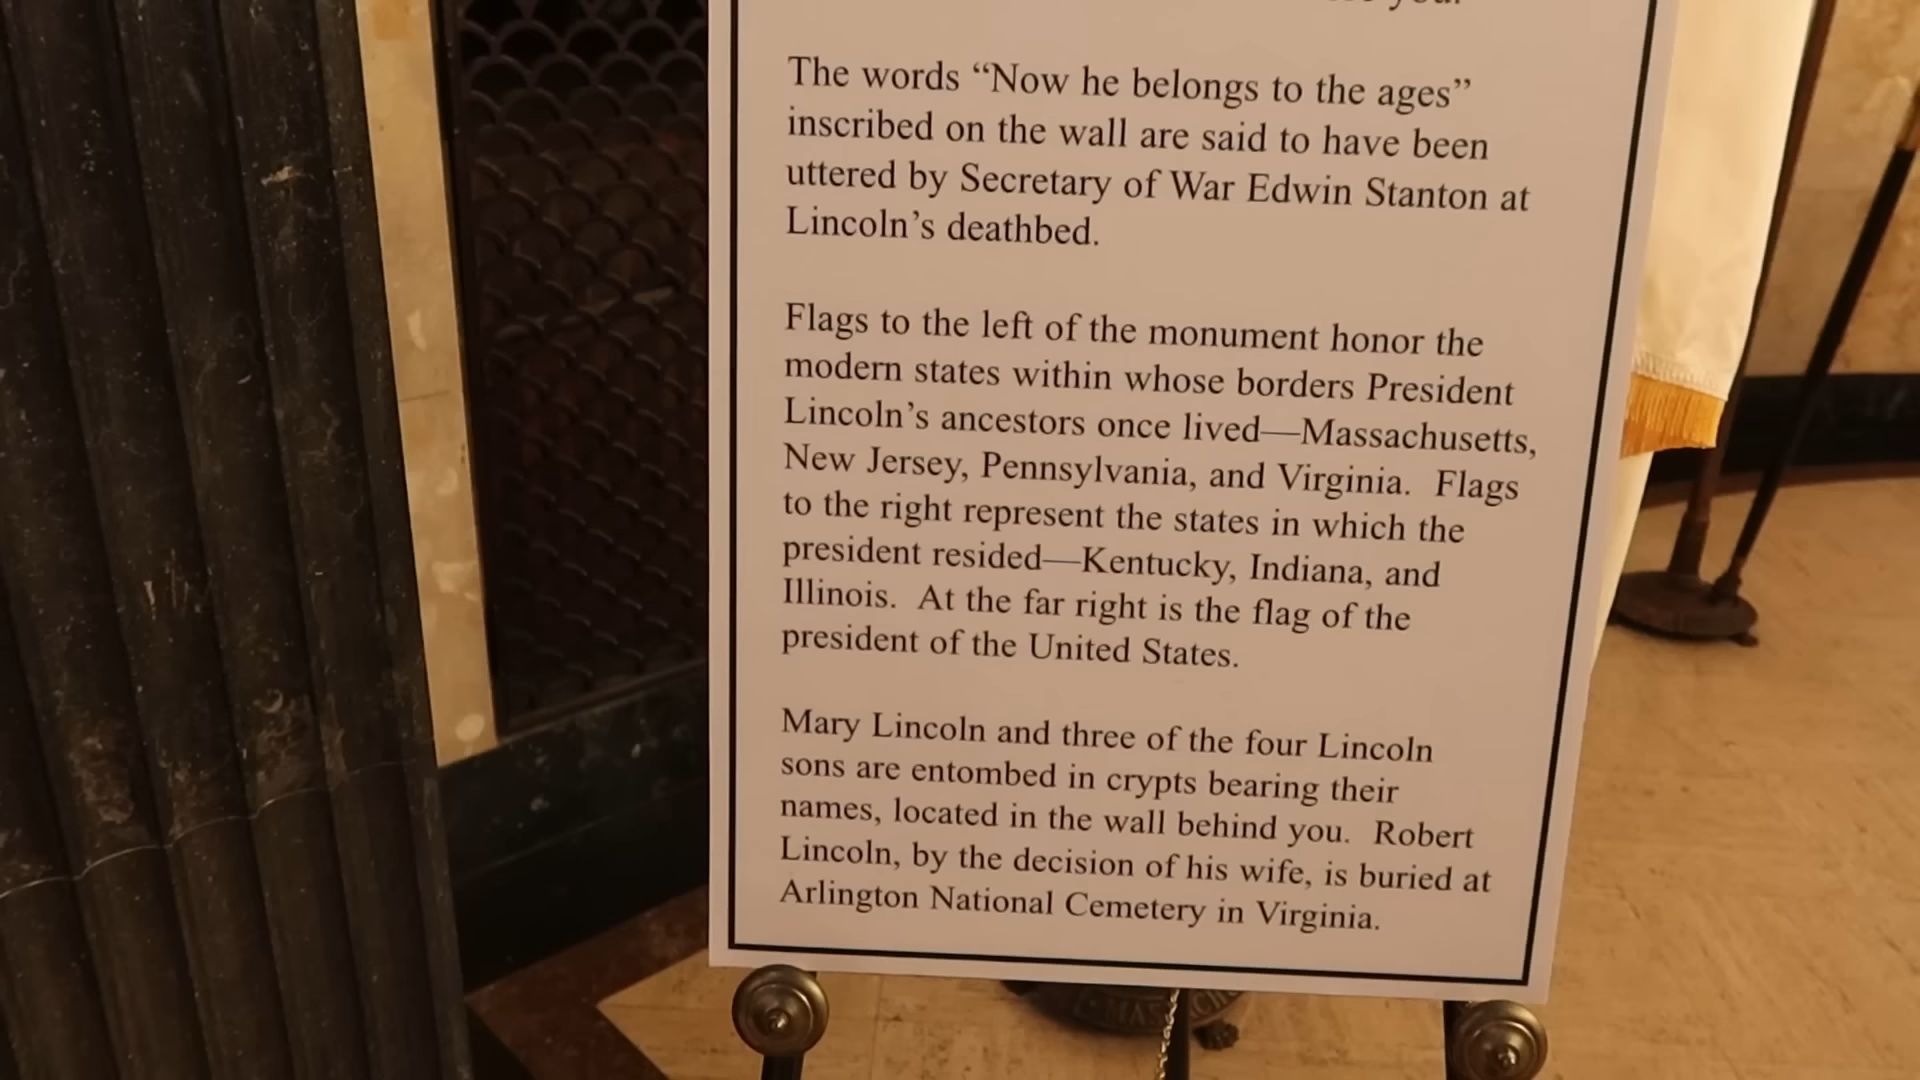 The words “Now he belongs to the ages”
inscribed on the wall are said to have been
uttered by Secretary of War Edwin Stanton at
Lincoln’s deathbed.
Flags to the left of the monument honor the
modern states within whose borders President
Lincoln’s ancestors once lived—Massachusetts,
New Jersey, Pennsylvania, and Virginia.  Flags
to the right represent the states in which the
president resided—Kentucky, Indiana, and
Illinois.  At the far right is the flag of the
president of the United States.
Mary Lincoln and three of the four Lincoln
sons are entombed in crypts bearing their
names, located in the wall behind you.  Robert
Lincoln, by the decision of his wife, is buried at
Arlington National Cemetery in Virginia.